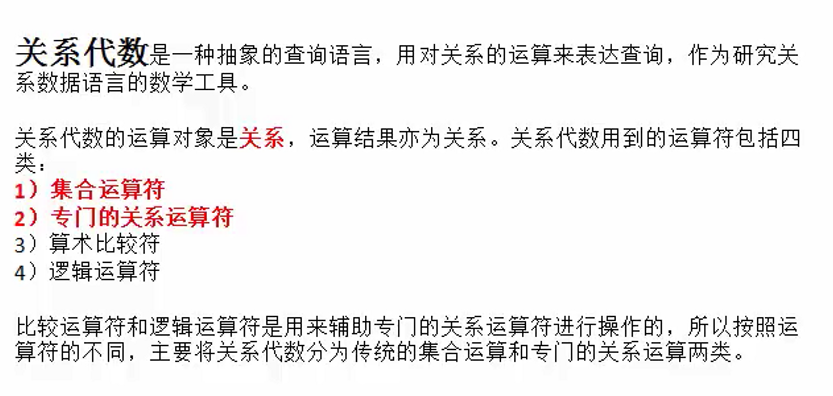 关系代数是一种抽象的查询语言，用对关系的运算来表达查询，作为研究关
系数据语言的数学工具。
关系代数的运算对象是关系，运算结果亦为关系。关系代数用到的运算符包括四
类：
1）集合运算符
2）专门的关系运算符
3）算术比较符
4）逻辑运算符
比较运算符和逻辑运算符是用来辅助专门的关系运算符进行操作的，所以按照运
算符的不同，主要将关系代数分为传统的集合运算和专门的关系运算两类。